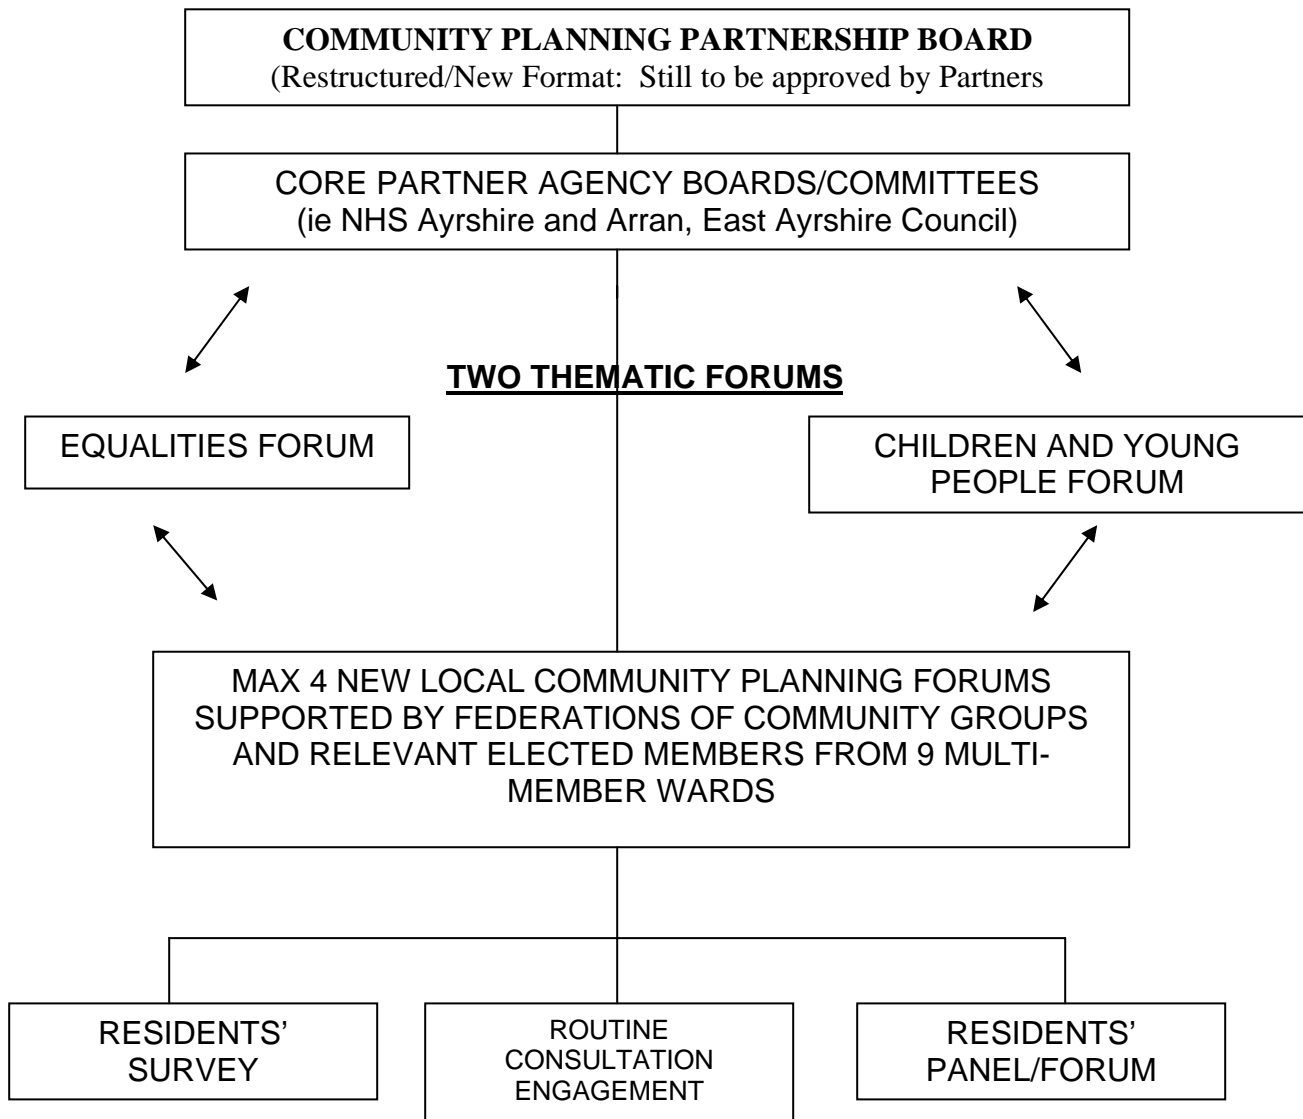 COMMUNITY PLANNING PARTNERSHIP BOARD
(Restructured/New Format: Still to be approved by Partners
CORE PARTNER AGENCY BOARDS/COMMITTEES
(ie NHS Ayrshire and Arran, East Ayrshire Council)
TWO THEMATIC FORUMS
EQUALITIES FORUM
CHILDREN AND YOUNG
PEOPLE FORUM
MAX 4 NEW LOCAL COMMUNITY PLANNING FORUMS
SUPPORTED BY FEDERATIONS OF COMMUNITY GROUPS
AND RELEVANT ELECTED MEMBERS FROM 9 MULTI-
MEMBER WARDS
RESIDENTS’
SURVEY
ROUTINE
CONSULTATION
ENGAGEMENT
RESIDENTS’
PANEL/FORUM